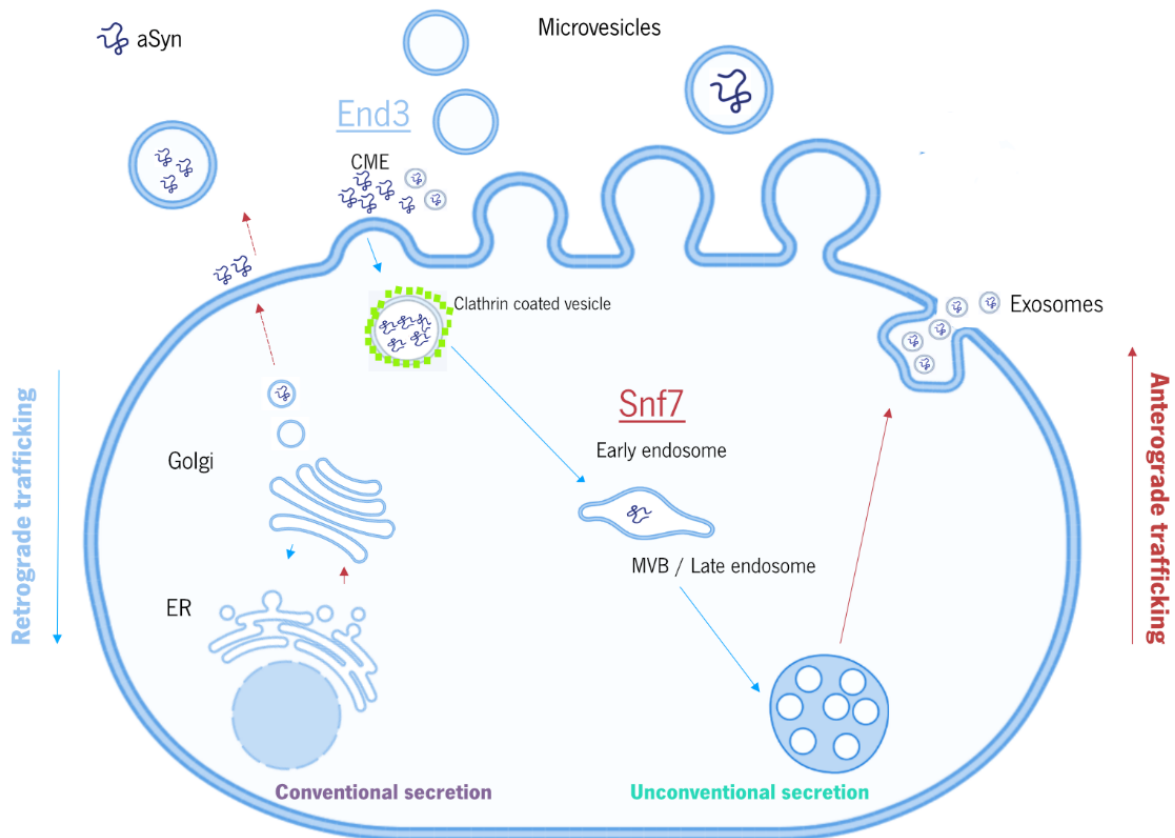 aSyn
Microvesicles
End3
CME
Clathrin coated vesicle
Exosomes
Snf7
Early endosome
Golgi
MVB / Late endosome
ER
Retrograde trafficking
Anterograde trafficking
Conventional secretion
Unconventional secretion